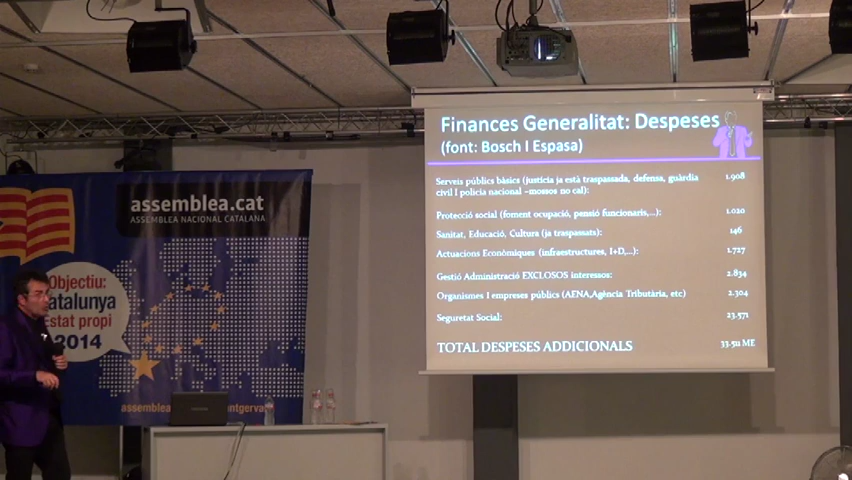 Finances Generalitat: Despeses
(font: Bosch I Espasa)
Serveis públics bàsics (justícia ja està traspassada, defensa, guàrdia
civil I policia nacional –mossos no cal):
1.908
Protecció social (foment ocupació, pensió funcionaris,...):
1.020
Sanitat, Educació, Cultura (ja traspassats):
146
Actuacions Econòmiques (infraestructures, I+D,...):
1.727
Gestió Administració EXCLOSOS interessos:
2.834
Organismes I empreses públics (AENA,Agència Tributària, etc)
2.304
Seguretat Social:
23.571
TOTAL DESPESES ADDICIONALS
33.511 ME
assemblea.cat
ASSEMBLEA NACIONAL CATALANA
Objectiu:
atalunya
Estat propi
2014
assemblea
ntgerva